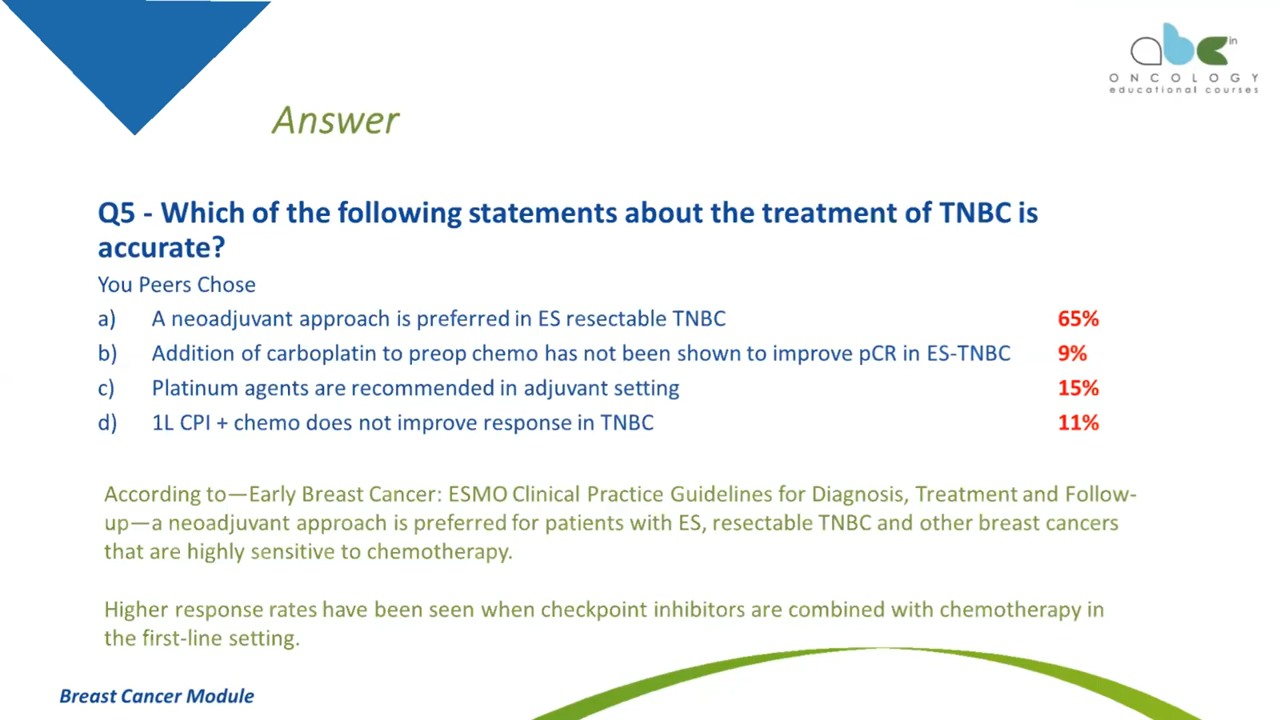 abc in
ONCOLOGY
educational courses
Answer
Q5 - Which of the following statements about the treatment of TNBC is
accurate?
You Peers Chose
a) A neoadjuvant approach is preferred in ES resectable TNBC 65%
b) Addition of carboplatin to preop chemo has not been shown to improve pCR in ES-TNBC 9%
c) Platinum agents are recommended in adjuvant setting 15%
d) 1L CPI + chemo does not improve response in TNBC 11%
According to—Early Breast Cancer: ESMO Clinical Practice Guidelines for Diagnosis, Treatment and Follow-
up—a neoadjuvant approach is preferred for patients with ES, resectable TNBC and other breast cancers
that are highly sensitive to chemotherapy.
Higher response rates have been seen when checkpoint inhibitors are combined with chemotherapy in
the first-line setting.
Breast Cancer Module